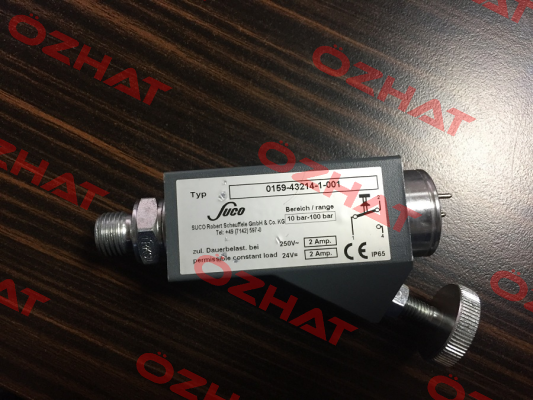 OZHAT
OZHAT
OZHAT
OZHAT
OZHAT
Typ 0159-43214-1-001
Suco
SUCO Robert Scheuffele GmbH & Co. KG
Tel: +49 (7142) 597-0
Bereich / range
10 bar-100 bar
zul. Dauerbelast. bei 250V~ 2 Amp.
permissible constant load 24V= 2 Amp.
CE IP65